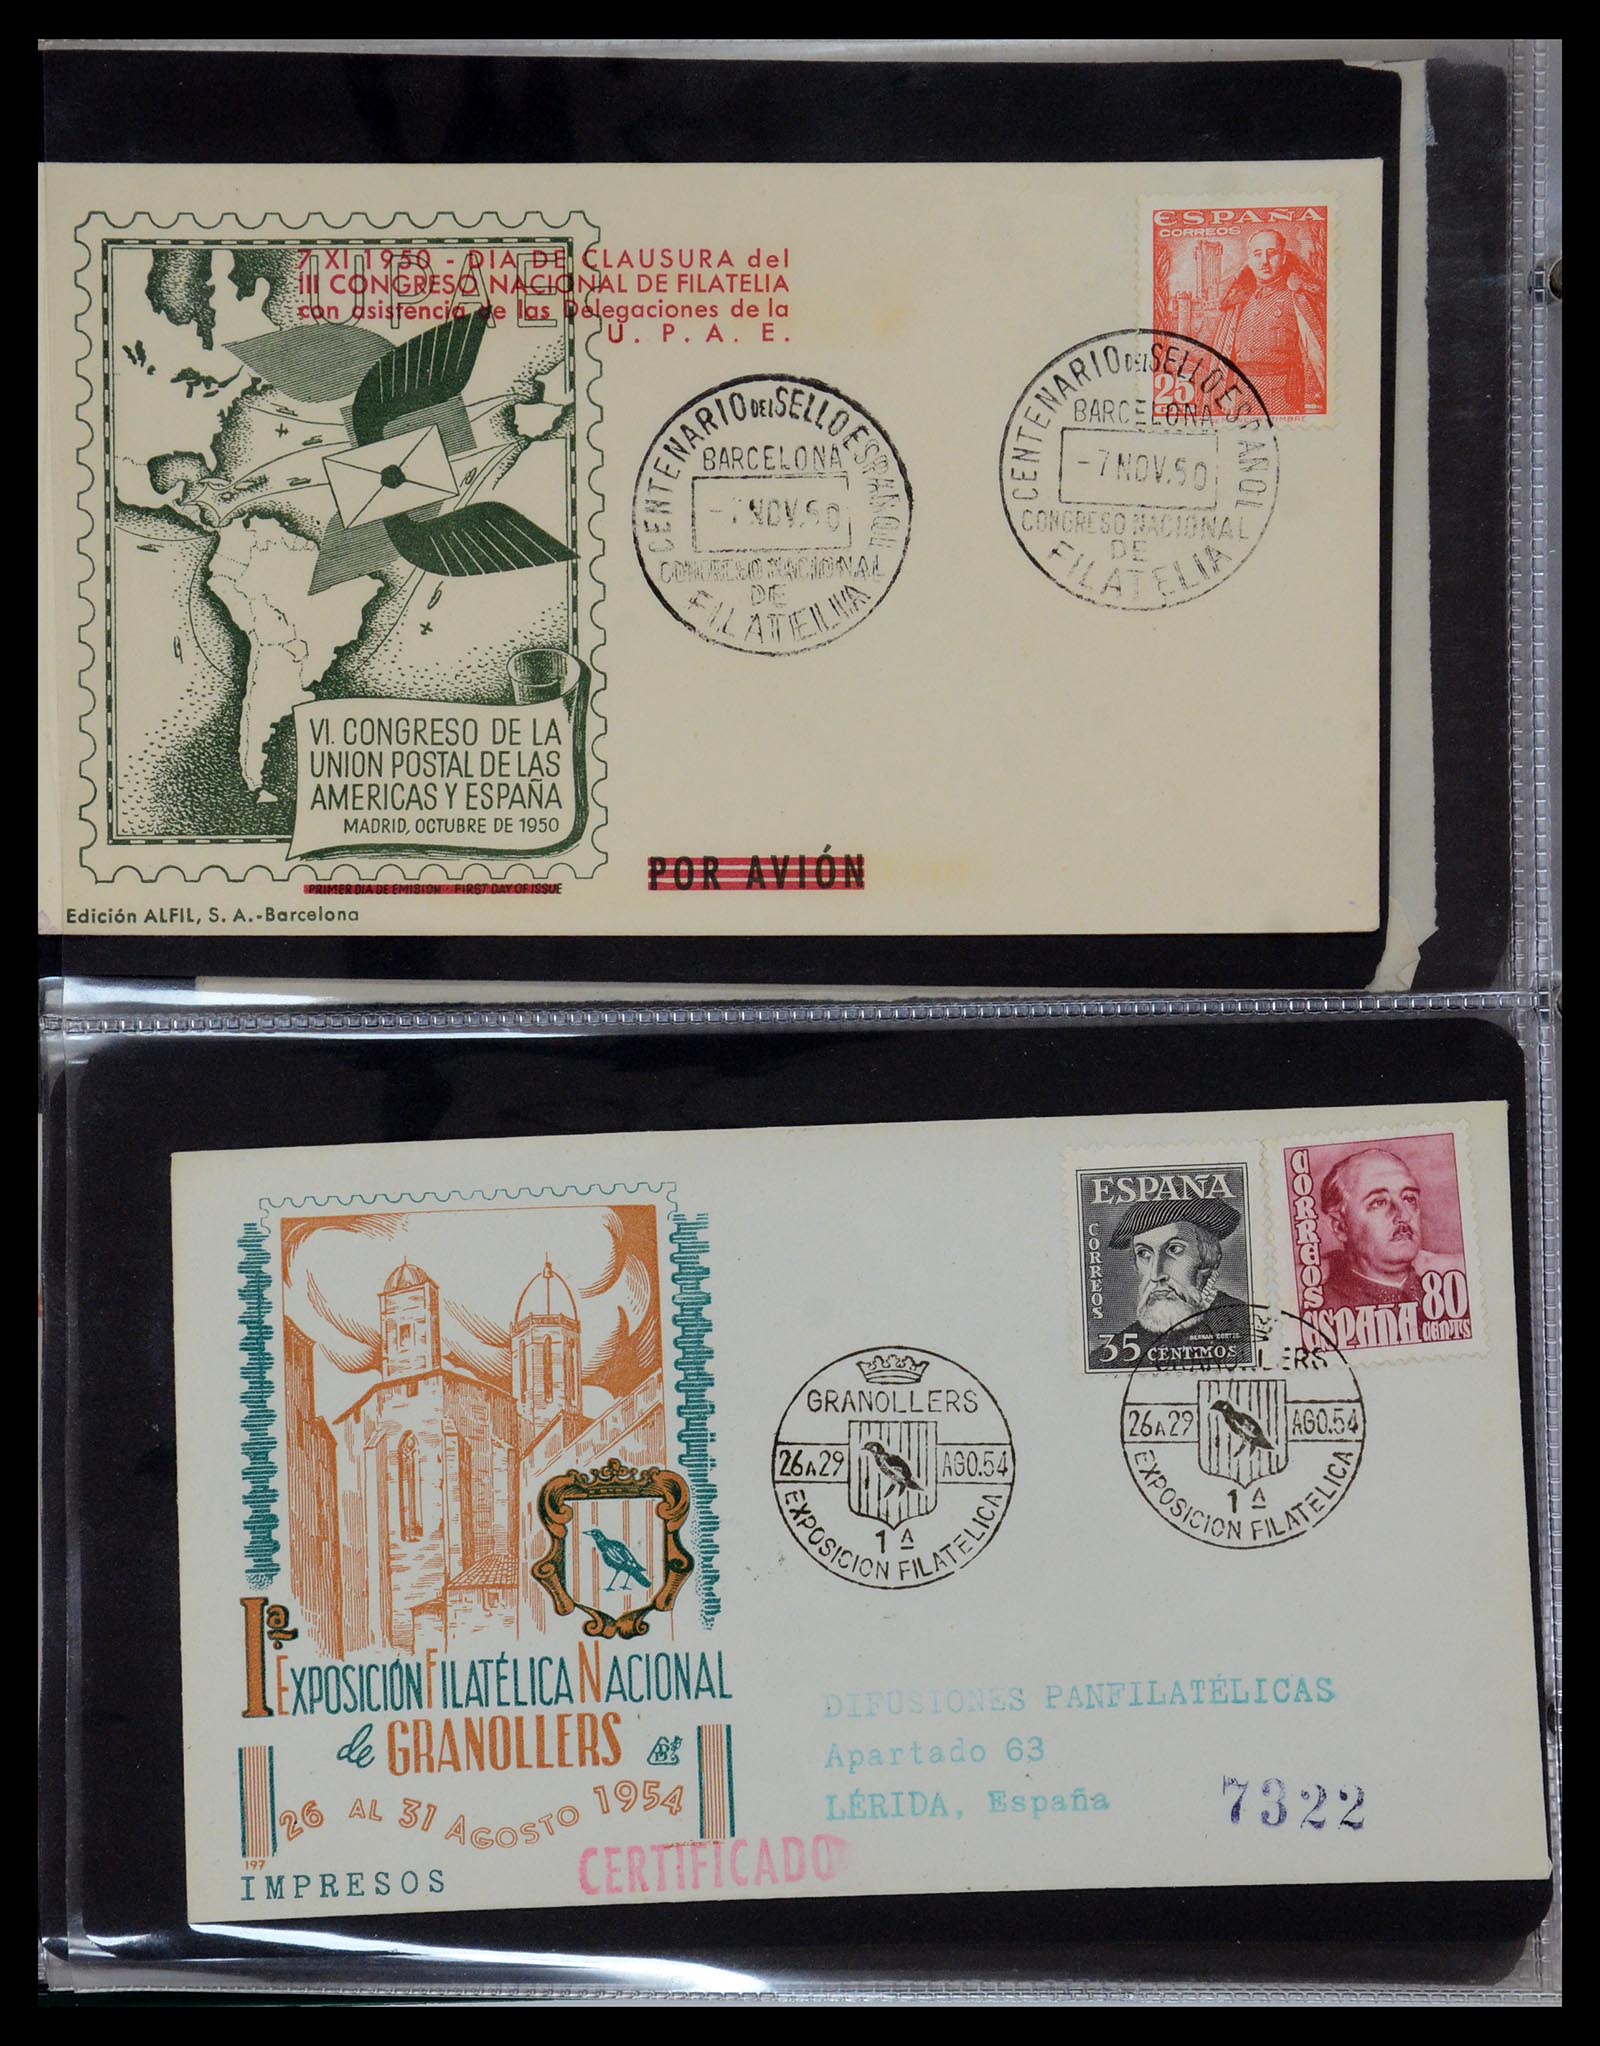 7 XI 1950 - DIA DE CLAUSURA del
III CONGRESO NACIONAL DE FILATELIA
con asistencia de las Delegaciones de la
U. P. A. E.
UPAE
ESPAÑA
CORREOS
25
CENTENARIO DEL SELLO ESPAÑOL
BARCELONA
-7 NOV.50
CONGRESO NACIONAL
DE
FILATELIA
CENTENARIO DEL SELLO ESPAÑOL
BARCELONA
-7 NOV.50
CONGRESO NACIONAL
DE
FILATELIA
VI. CONGRESO DE LA
UNION POSTAL DE LAS
AMERICAS Y ESPAÑA
MADRID, OCTUBRE DE 1950
PRIMER DIA DE EMISION - FIRST DAY OF ISSUE
POR AVIÓN
Edición ALFIL, S. A.-Barcelona
ESPAÑA
CORREOS
HERNAN CORTES
35 CENTIMOS
CORREOS
80
ESPAÑA CENTS
GRANOLLERS
26 A 29 AGO.54
1ª
EXPOSICION FILATELICA
GRANOLLERS
26 A 29 AGO.54
1ª
EXPOSICION FILATELICA
Iª.
EXPOSICIÓN FILATÉLICA NACIONAL
de GRANOLLERS
26 AL 31 AGOSTO 1954
197
IMPRESOS
CERTIFICADO
DIFUSIONES PANFILATÉLICAS
Apartado 63
LÉRIDA, España
7322